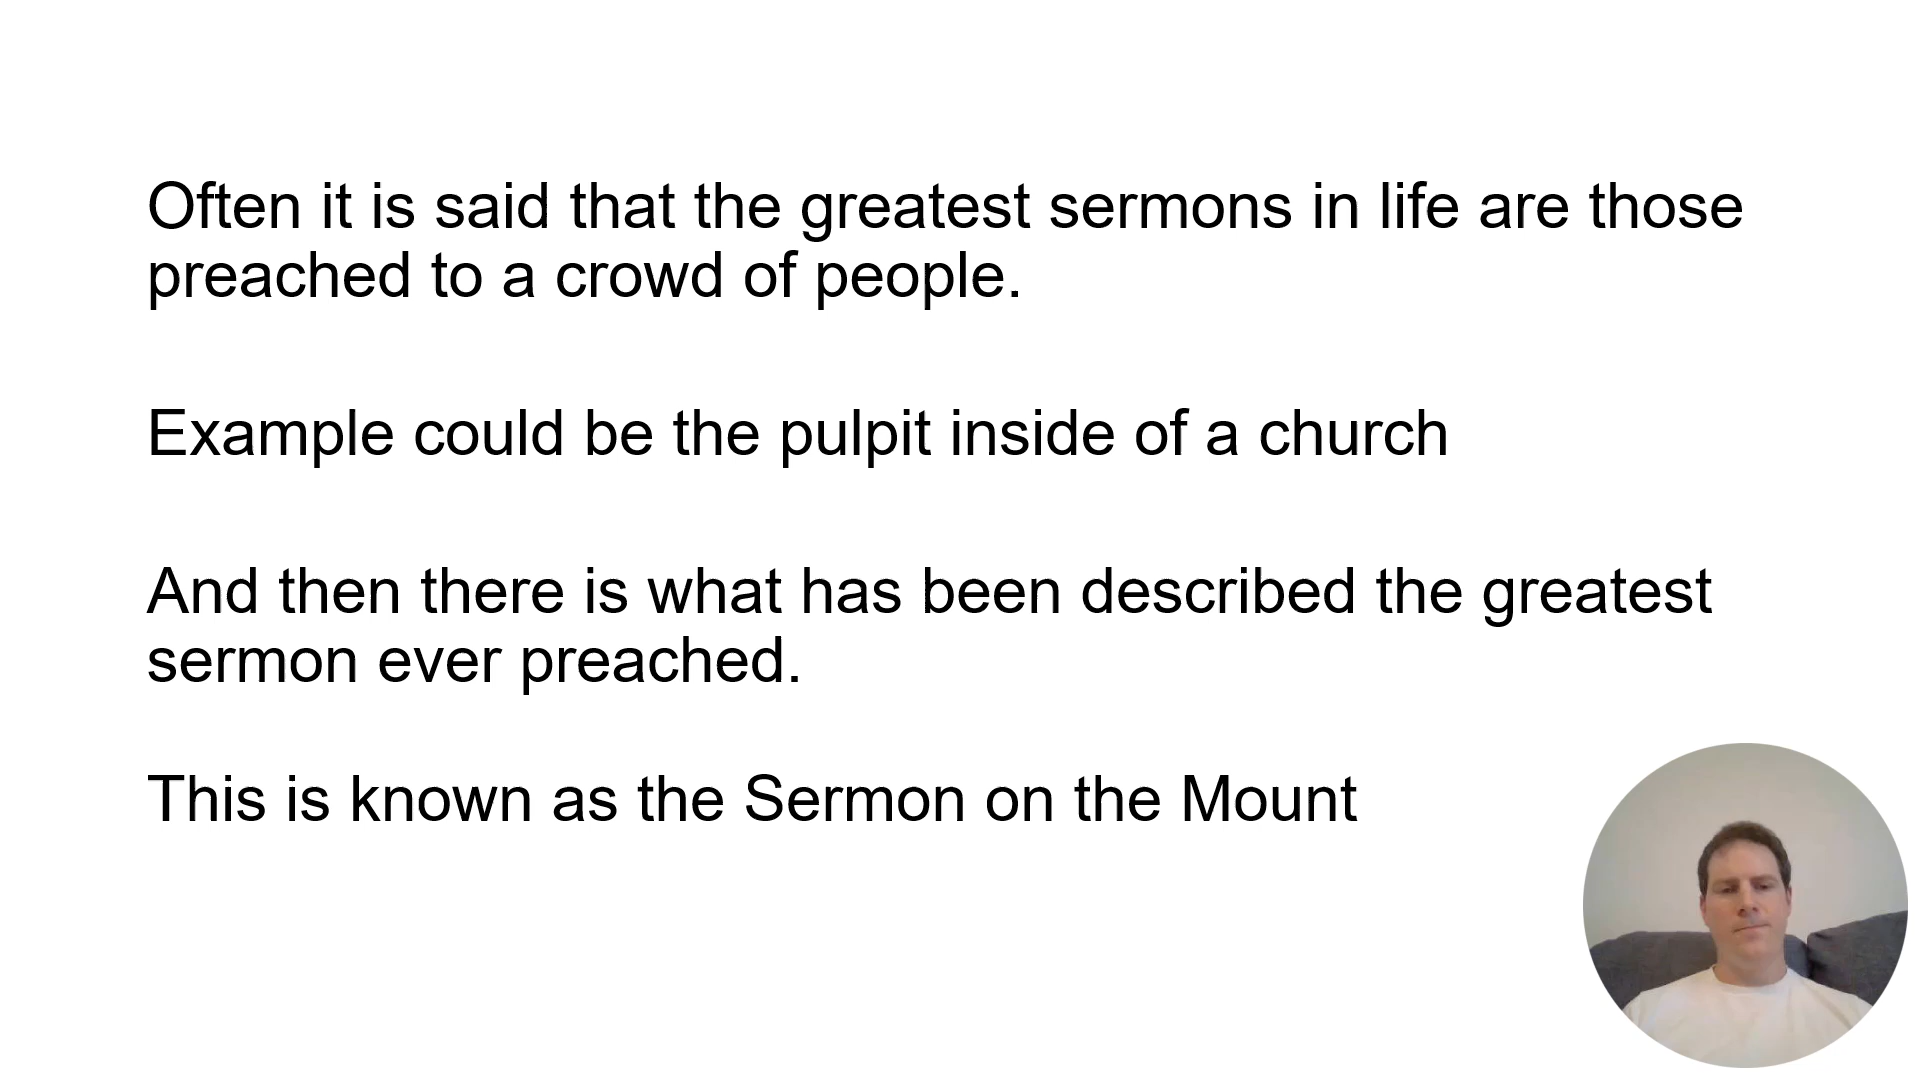 Often it is said that the greatest sermons in life are those
preached to a crowd of people.
Example could be the pulpit inside of a church
And then there is what has been described the greatest
sermon ever preached.
This is known as the Sermon on the Mount